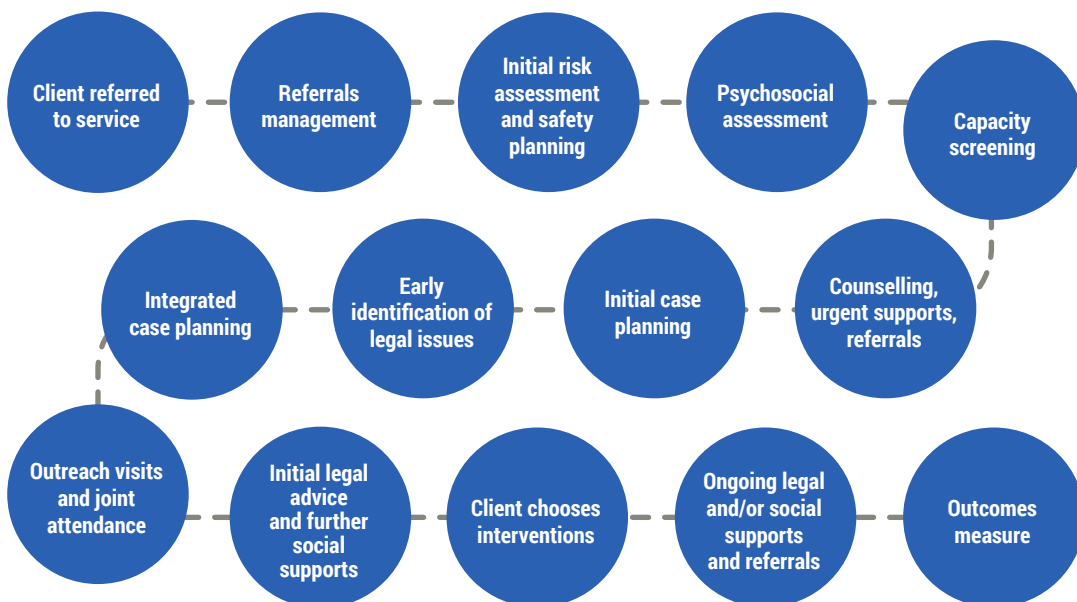 Client referred
to service
Referrals
management
Initial risk
assessment
and safety
planning
Psychosocial
assessment
Capacity
screening
Counselling,
urgent supports,
referrals
Initial case
planning
Early
identification of
legal issues
Integrated
case planning
Outreach visits
and joint
attendance
Initial legal
advice
and further
social
supports
Client chooses
interventions
Ongoing legal
and/or social
supports
and referrals
Outcomes
measure